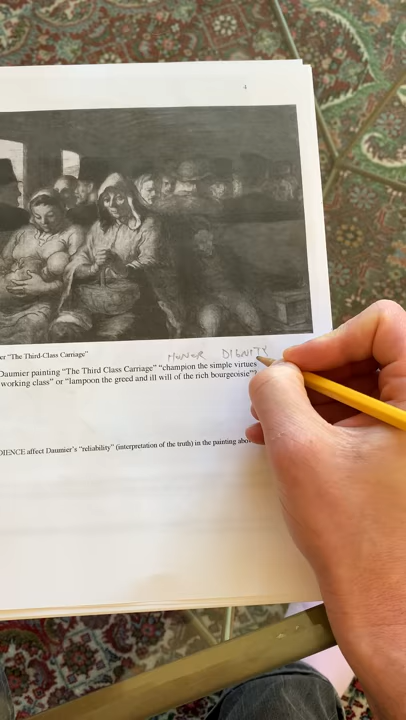 4
er "The Third-Class Carriage"
HONOR DIGNITY
Daumier painting "The Third Class Carriage" "champion the simple virtues
working class" or "lampoon the greed and ill will of the rich bourgeoisie"?
DIENCE affect Daumier's "reliability" (interpretation of the truth) in the painting abo